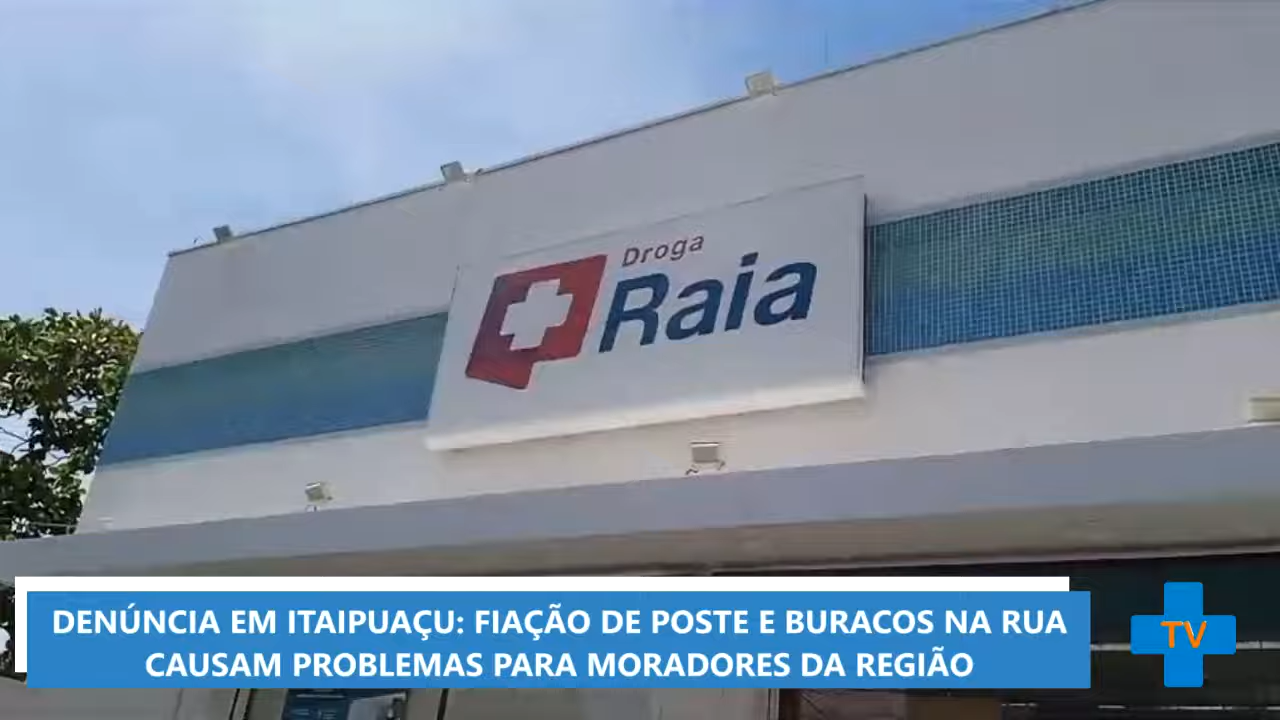 Droga
Raia
DENÚNCIA EM ITAIPUAÇU: FIAÇÃO DE POSTE E BURACOS NA RUA
CAUSAM PROBLEMAS PARA MORADORES DA REGIÃO
TV